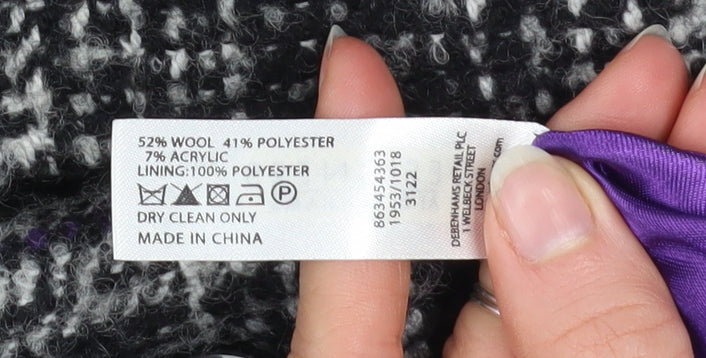 52% WOOL 41% POLYESTER
7% ACRYLIC
LINING:100% POLYESTER
P
DRY CLEAN ONLY
MADE IN CHINA
863454363
1953/1018
3122
DEBENHAMS RETAIL PLC
1 WELBECK STREET
LONDON